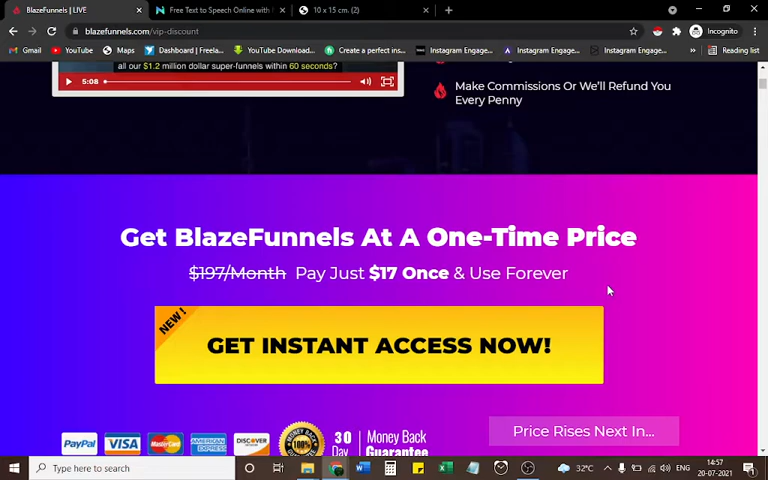 BlazeFunnels | LIVE
Free Text to Speech Online with
10 x 15 cm. (2)
blazefunnels.com/vip-discount
Incognito
Gmail
YouTube
Maps
Dashboard | Freela...
YouTube Download...
Create a perfect ins...
Instagram Engage...
Instagram Engage...
Instagram Engage...
Reading list
all our $1.2 million dollar super-funnels within 60 seconds?
5:08
Make Commissions Or We'll Refund You
Every Penny
Get BlazeFunnels At A One-Time Price
$197/Month Pay Just $17 Once & Use Forever
NEW!
GET INSTANT ACCESS NOW!
PayPal
VISA
MasterCard
AMERICAN EXPRESS
DISCOVER
100%
30
Day
Money Back
Guarantee
Price Rises Next In...
Type here to search
32°C
ENG
14:57
20-07-2021